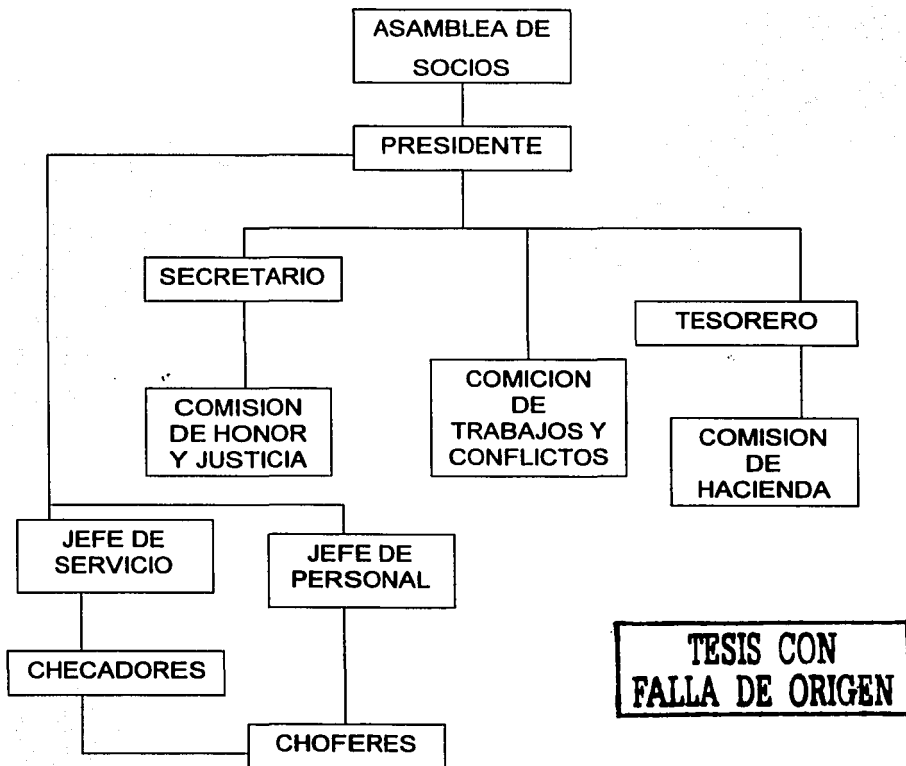 ASAMBLEA DE
SOCIOS
PRESIDENTE
SECRETARIO
TESORERO
COMISION
DE HONOR
Y JUSTICIA
COMICION
DE
TRABAJOS Y
CONFLICTOS
COMISION
DE
HACIENDA
JEFE DE
SERVICIO
JEFE DE
PERSONAL
CHECADORES
CHOFERES
TESIS CON
FALLA DE ORIGEN